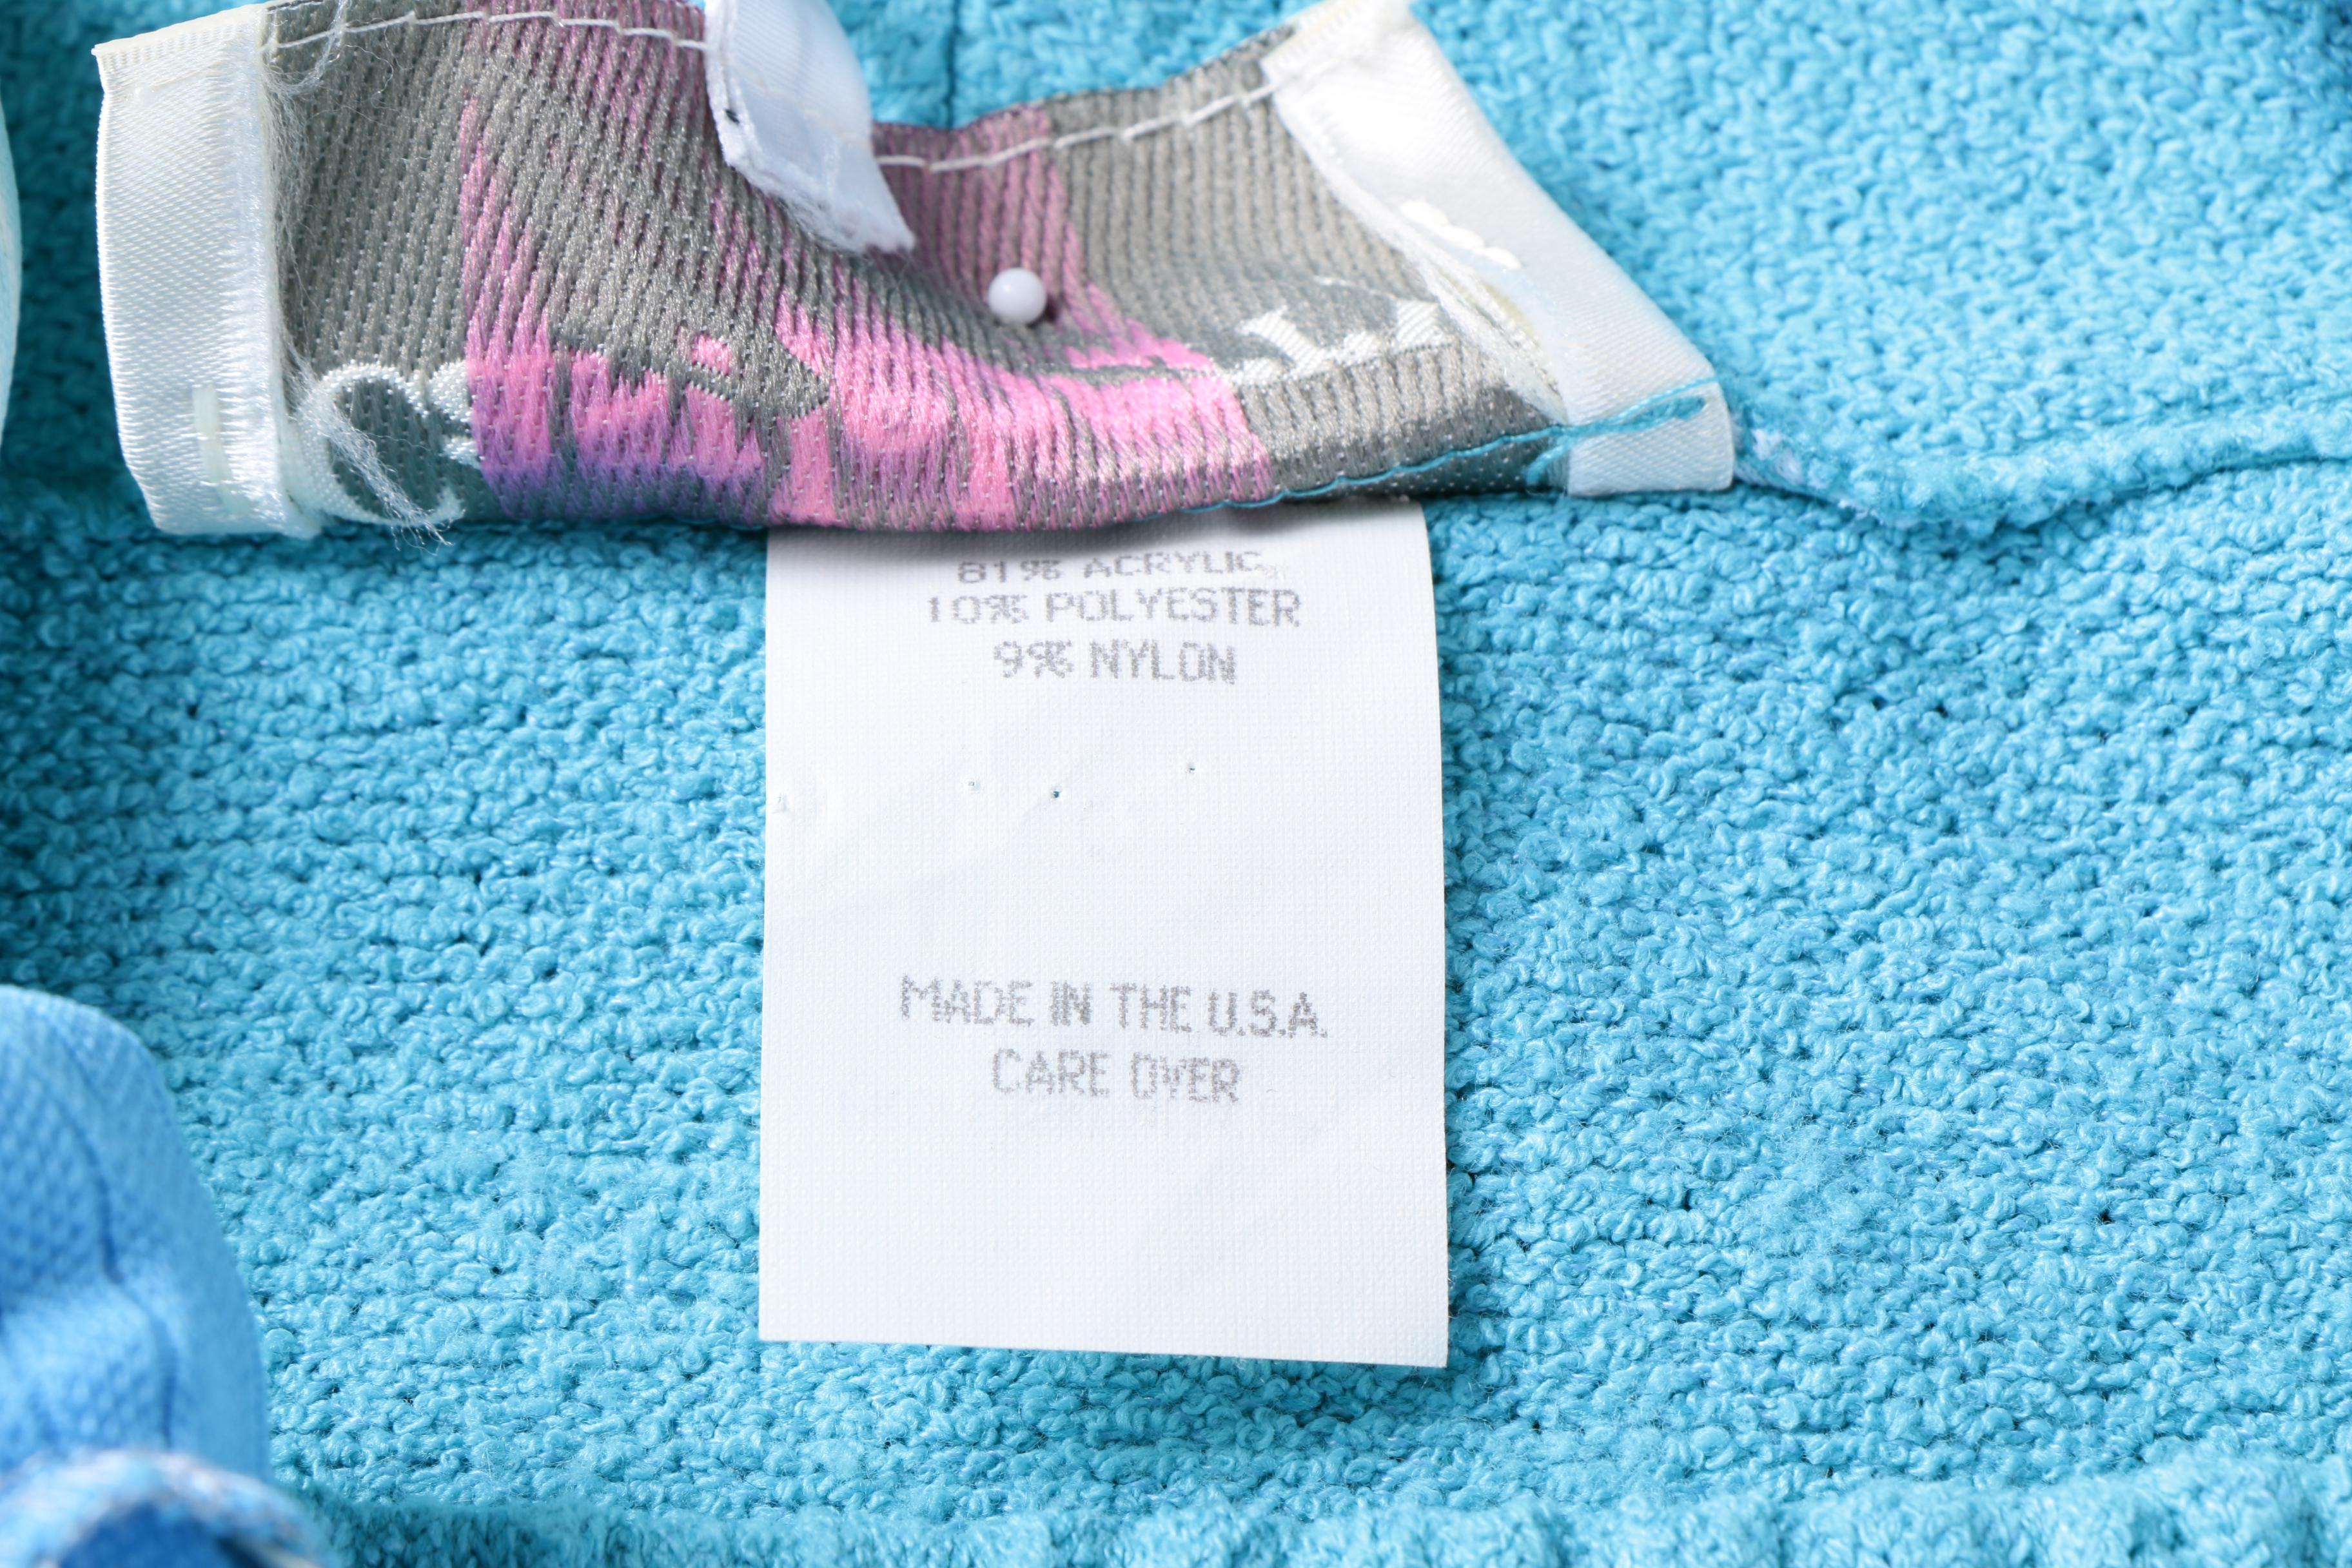 81% ACRYLIC,
10% POLYESTER
9% NYLON
MADE IN THE U.S.A.
CARE OVER